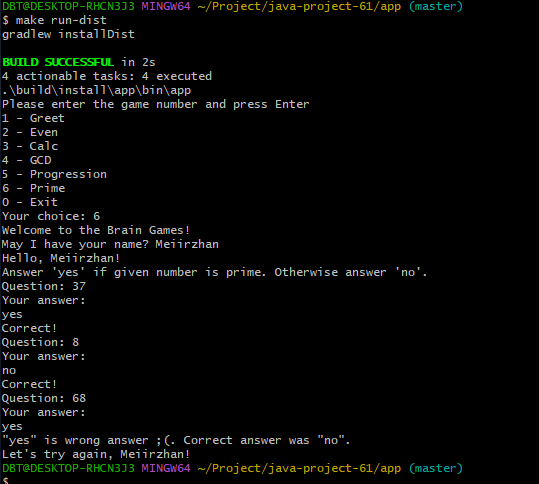 DBT@DESKTOP-RHCN3J3 MINGW64 ~/Project/java-project-61/app (master)
$ make run-dist
gradlew installDist

BUILD SUCCESSFUL in 2s
4 actionable tasks: 4 executed
.\build\install\app\bin\app
Please enter the game number and press Enter
1 - Greet
2 - Even
3 - Calc
4 - GCD
5 - Progression
6 - Prime
0 - Exit
Your choice: 6
Welcome to the Brain Games!
May I have your name? Meiirzhan
Hello, Meiirzhan!
Answer 'yes' if given number is prime. Otherwise answer 'no'.
Question: 37
Your answer:
yes
Correct!
Question: 8
Your answer:
no
Correct!
Question: 68
Your answer:
yes
"yes" is wrong answer ;(. Correct answer was "no".
Let's try again, Meiirzhan!
DBT@DESKTOP-RHCN3J3 MINGW64 ~/Project/java-project-61/app (master)
$